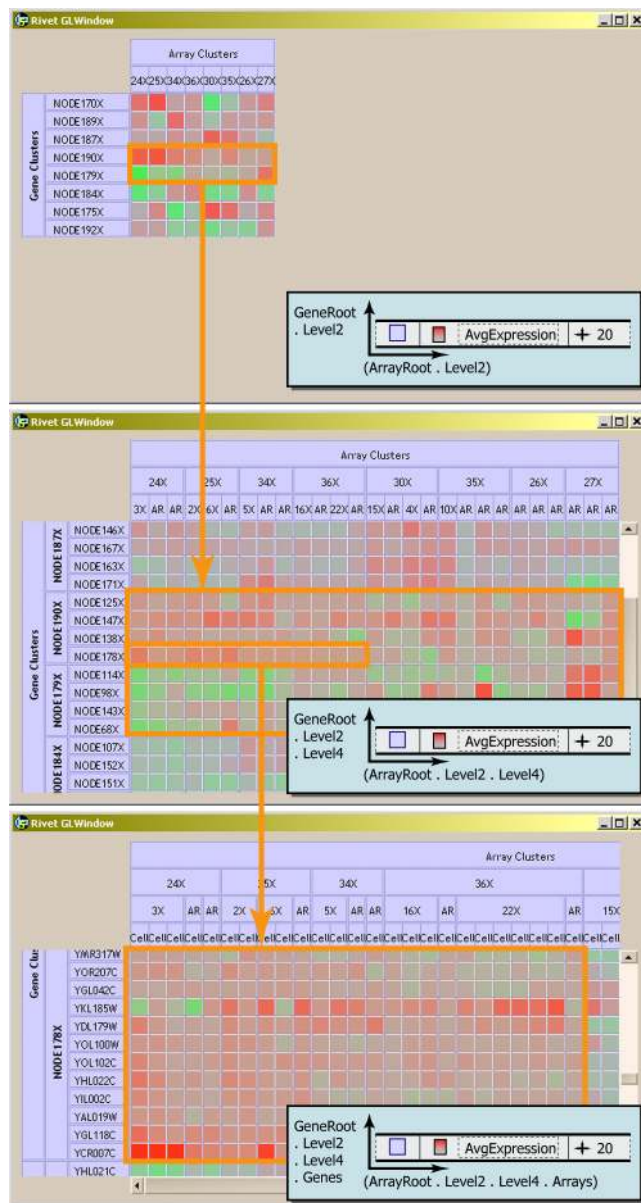 Rivet GLWindow
Array Clusters
24X 25X 34X 36X 30X 35X 26X 27X
Gene Clusters
NODE170X
NODE189X
NODE187X
NODE190X
NODE179X
NODE184X
NODE175X
NODE192X
GeneRoot
. Level2
AvgExpression + 20
(ArrayRoot . Level2)
Rivet GLWindow
Array Clusters
24X 25X 34X 36X 30X 35X 26X 27X
3X AR AR 2X 6X AR 5X AR AR 16X AR 22X AR 15X AR 4X AR 10X AR AR AR AR AR AR AR AR AR
Gene Clusters
NODE187X
NODE146X
NODE167X
NODE163X
NODE171X
NODE190X
NODE125X
NODE147X
NODE138X
NODE178X
NODE179X
NODE114X
NODE98X
NODE143X
NODE68X
NODE184X
NODE107X
NODE152X
NODE151X
GeneRoot
. Level2
. Level4
AvgExpression + 20
(ArrayRoot . Level2 . Level4)
Rivet GLWindow
Array Clusters
24X 34X 36X
3X AR AR 2X AR 5X AR AR 16X AR 22X AR 15X
Gene Clus
NODE178X
YMR317W
YOR207C
YGL042C
YKL185W
YDL179W
YOL100W
YOL102C
YHL022C
YIL002C
YAL019W
YGL118C
YCR007C
YHL021C
GeneRoot
. Level2
. Level4
. Genes
AvgExpression + 20
(ArrayRoot . Level2 . Level4 . Arrays)